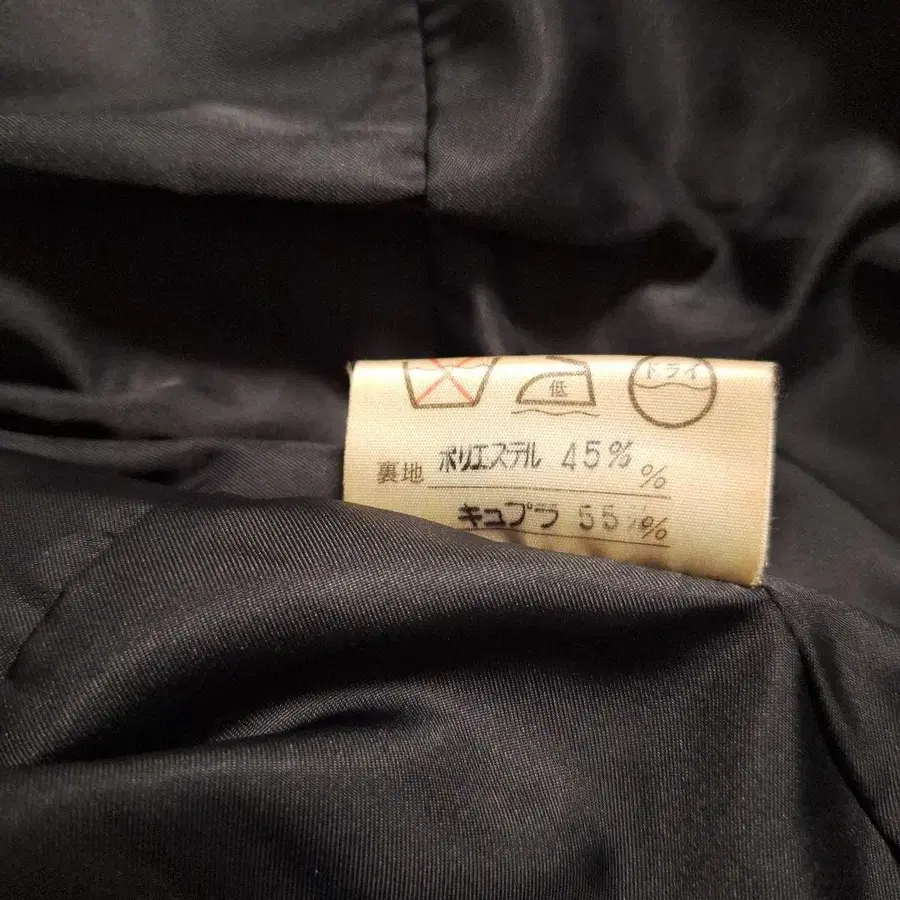 低 ドライ
裏地 ポリエステル 45% %
キュプラ 55% %